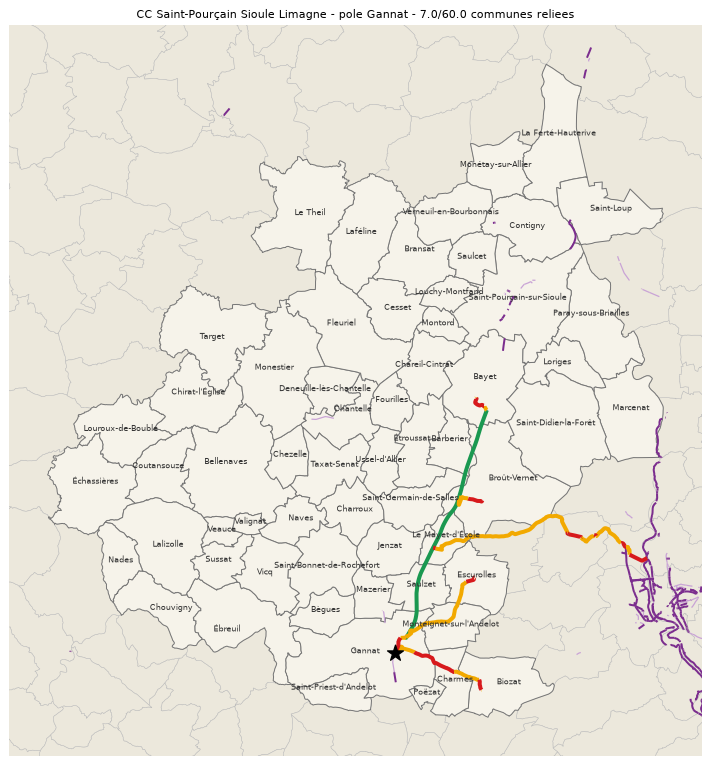 CC Saint-Pourçain Sioule Limagne - pole Gannat - 7.0/60.0 communes reliees
La Ferté-Hauterive
Monétay-sur-Allier
Le Theil
Verneuil-en-Bourbonnais
Saint-Loup
Contigny
Laféline
Bransat
Saulcet
Louchy-Montfand
Saint-Pourçain-sur-Sioule
Cesset
Paray-sous-Briailles
Montord
Fleuriel
Target
Loriges
Monestier
Chareil-Cintrat
Bayet
Deneuille-lès-Chantelle
Chirat-l'Église
Fourilles
Chantelle
Marcenat
Saint-Didier-la-Forêt
Louroux-de-Bouble
Étroussat
Barberier
Chezelle
Ussel-d'Allier
Bellenaves
Taxat-Senat
Coutansouze
Échassières
Broût-Vernet
Saint-Germain-de-Salles
Charroux
Naves
Valignat
Veauce
Le Mayet-d'École
Lalizolle
Jenzat
Nades
Sussat
Saint-Bonnet-de-Rochefort
Vicq
Escurolles
Saulzet
Mazerier
Chouvigny
Bègues
Monteignet-sur-l'Andelot
Ébreuil
Gannat
Charmes
Biozat
Saint-Priest-d'Andelot
Poëzat